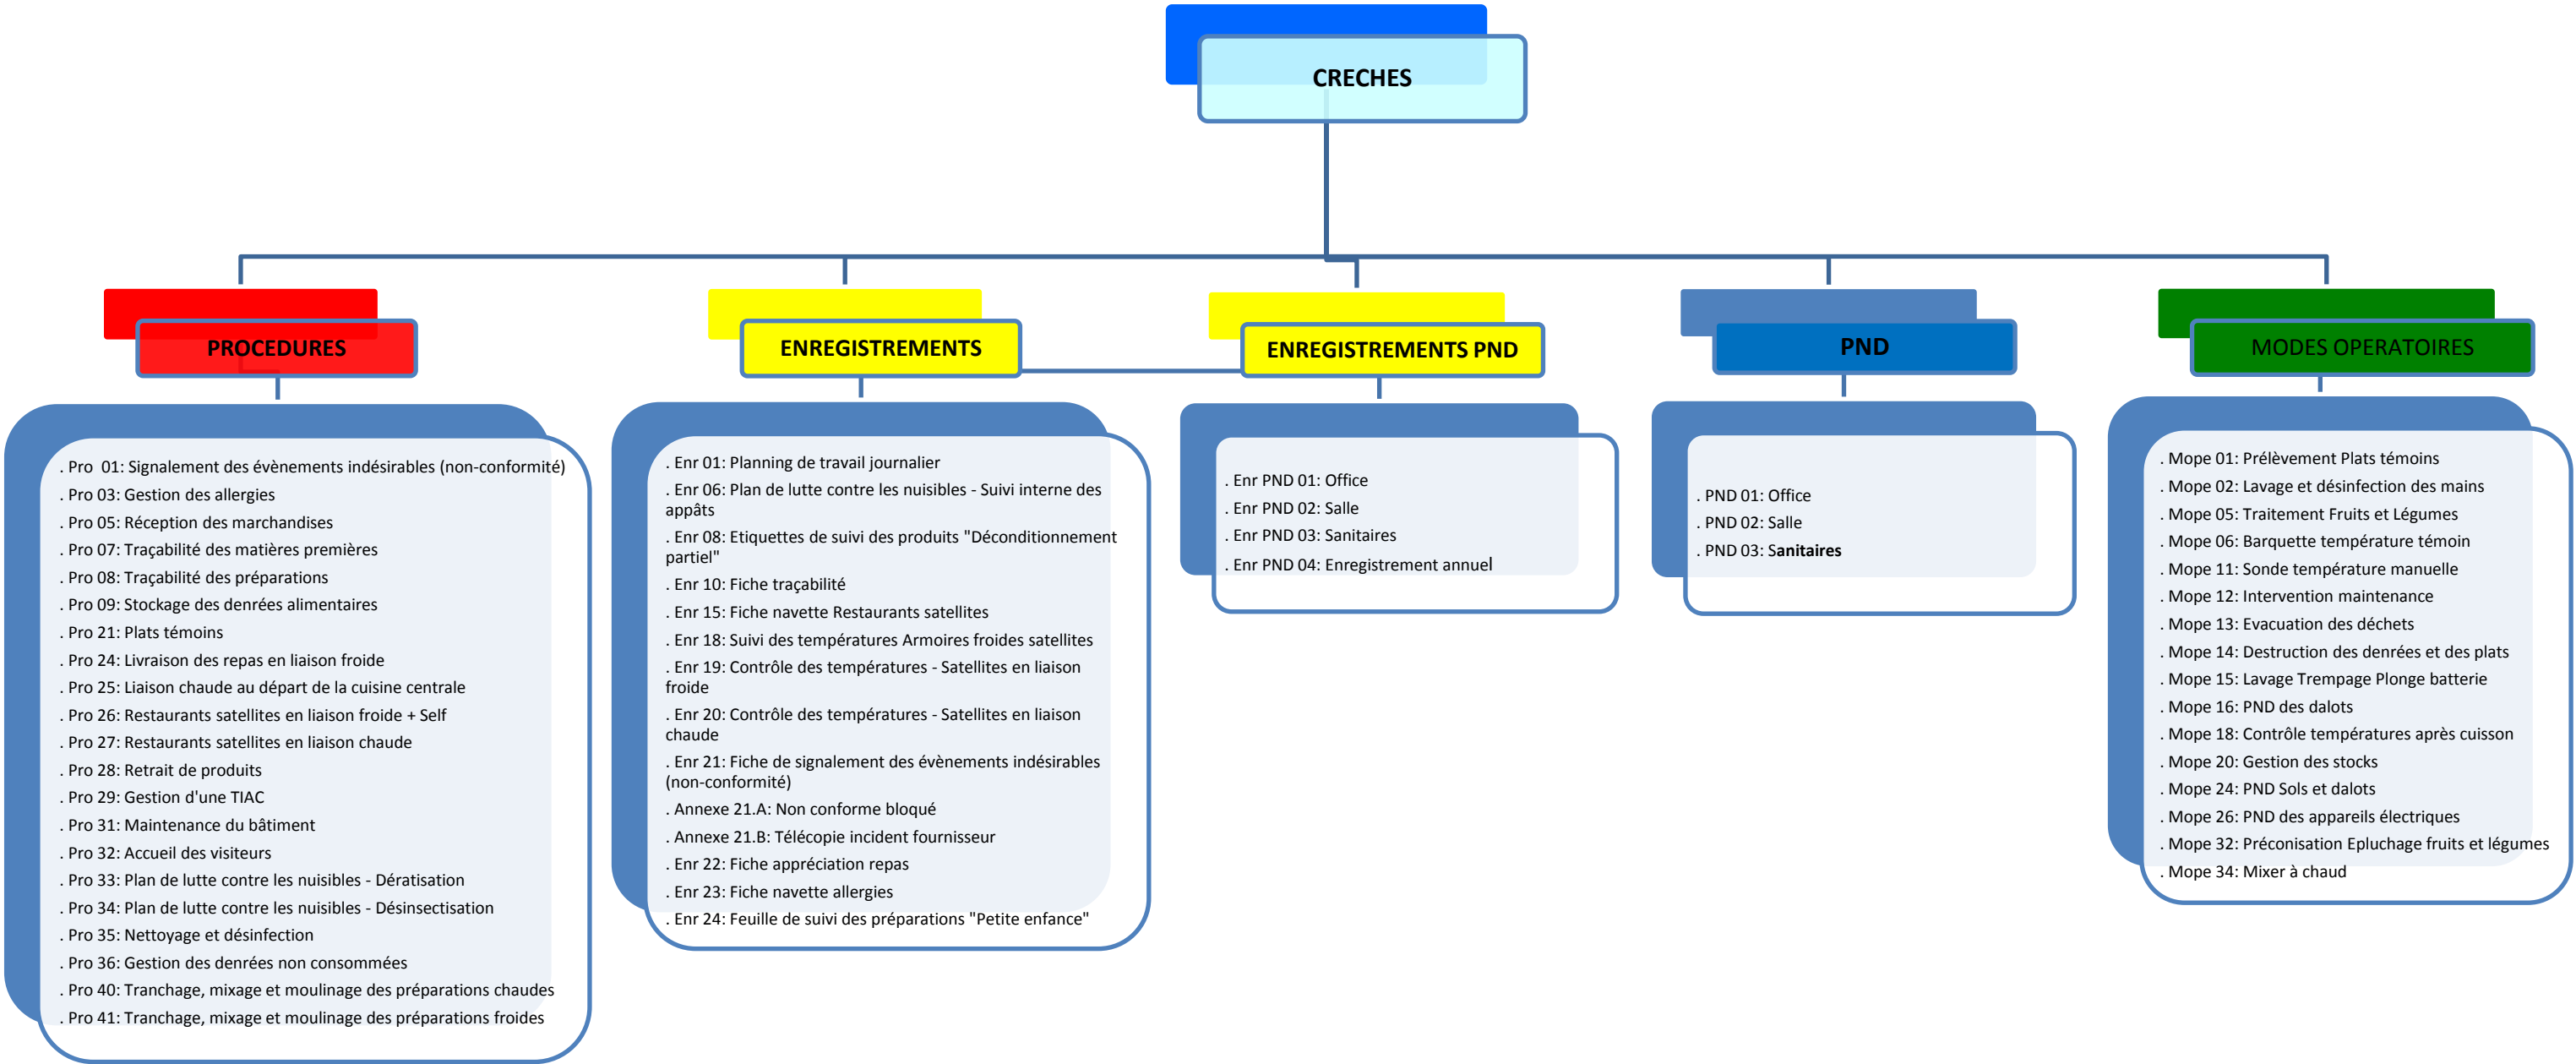 CRECHES
PROCEDURES
. Pro  01: Signalement des évènements indésirables (non-conformité)
. Pro 03: Gestion des allergies
. Pro 05: Réception des marchandises
. Pro 07: Traçabilité des matières premières
. Pro 08: Traçabilité des préparations
. Pro 09: Stockage des denrées alimentaires
. Pro 21: Plats témoins
. Pro 24: Livraison des repas en liaison froide
. Pro 25: Liaison chaude au départ de la cuisine centrale
. Pro 26: Restaurants satellites en liaison froide + Self
. Pro 27: Restaurants satellites en liaison chaude
. Pro 28: Retrait de produits
. Pro 29: Gestion d'une TIAC
. Pro 31: Maintenance du bâtiment
. Pro 32: Accueil des visiteurs
. Pro 33: Plan de lutte contre les nuisibles - Dératisation
. Pro 34: Plan de lutte contre les nuisibles - Désinsectisation
. Pro 35: Nettoyage et désinfection
. Pro 36: Gestion des denrées non consommées
. Pro 40: Tranchage, mixage et moulinage des préparations chaudes
. Pro 41: Tranchage, mixage et moulinage des préparations froides
ENREGISTREMENTS
. Enr 01: Planning de travail journalier
. Enr 06: Plan de lutte contre les nuisibles - Suivi interne des
appâts
. Enr 08: Etiquettes de suivi des produits "Déconditionnement
partiel"
. Enr 10: Fiche traçabilité
. Enr 15: Fiche navette Restaurants satellites
. Enr 18: Suivi des températures Armoires froides satellites
. Enr 19: Contrôle des températures - Satellites en liaison
froide
. Enr 20: Contrôle des températures - Satellites en liaison
chaude
. Enr 21: Fiche de signalement des évènements indésirables
(non-conformité)
. Annexe 21.A: Non conforme bloqué
. Annexe 21.B: Télécopie incident fournisseur
. Enr 22: Fiche appréciation repas
. Enr 23: Fiche navette allergies
. Enr 24: Feuille de suivi des préparations "Petite enfance"
ENREGISTREMENTS PND
. Enr PND 01: Office
. Enr PND 02: Salle
. Enr PND 03: Sanitaires
. Enr PND 04: Enregistrement annuel
PND
. PND 01: Office
. PND 02: Salle
. PND 03: Sanitaires
MODES OPERATOIRES
. Mope 01: Prélèvement Plats témoins
. Mope 02: Lavage et désinfection des mains
. Mope 05: Traitement Fruits et Légumes
. Mope 06: Barquette température témoin
. Mope 11: Sonde température manuelle
. Mope 12: Intervention maintenance
. Mope 13: Evacuation des déchets
. Mope 14: Destruction des denrées et des plats
. Mope 15: Lavage Trempage Plonge batterie
. Mope 16: PND des dalots
. Mope 18: Contrôle températures après cuisson
. Mope 20: Gestion des stocks
. Mope 24: PND Sols et dalots
. Mope 26: PND des appareils électriques
. Mope 32: Préconisation Epluchage fruits et légumes
. Mope 34: Mixer à chaud